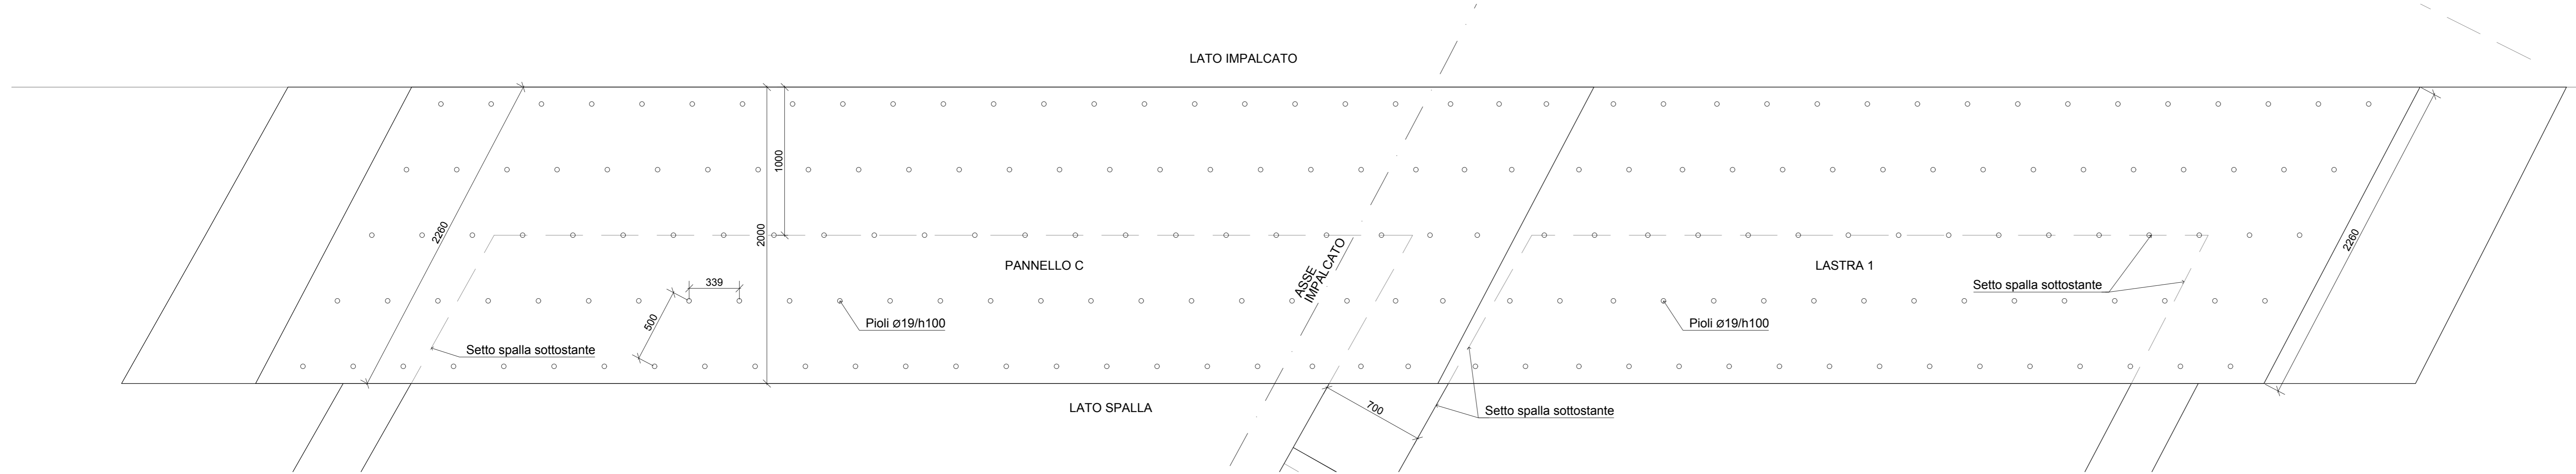 LATO IMPALCATO
1000
2260
2000
2260
ASSE
IMPALCATO
PANNELLO C
LASTRA 1
339
Setto spalla sottostante
500
Pioli Ø19/h100
Pioli Ø19/h100
Setto spalla sottostante
LATO SPALLA
700
Setto spalla sottostante